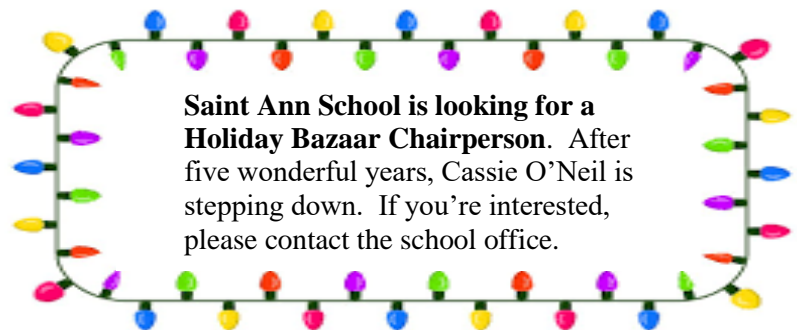 Saint Ann School is looking for a
Holiday Bazaar Chairperson.  After
five wonderful years, Cassie O’Neil is
stepping down.  If you’re interested,
please contact the school office.